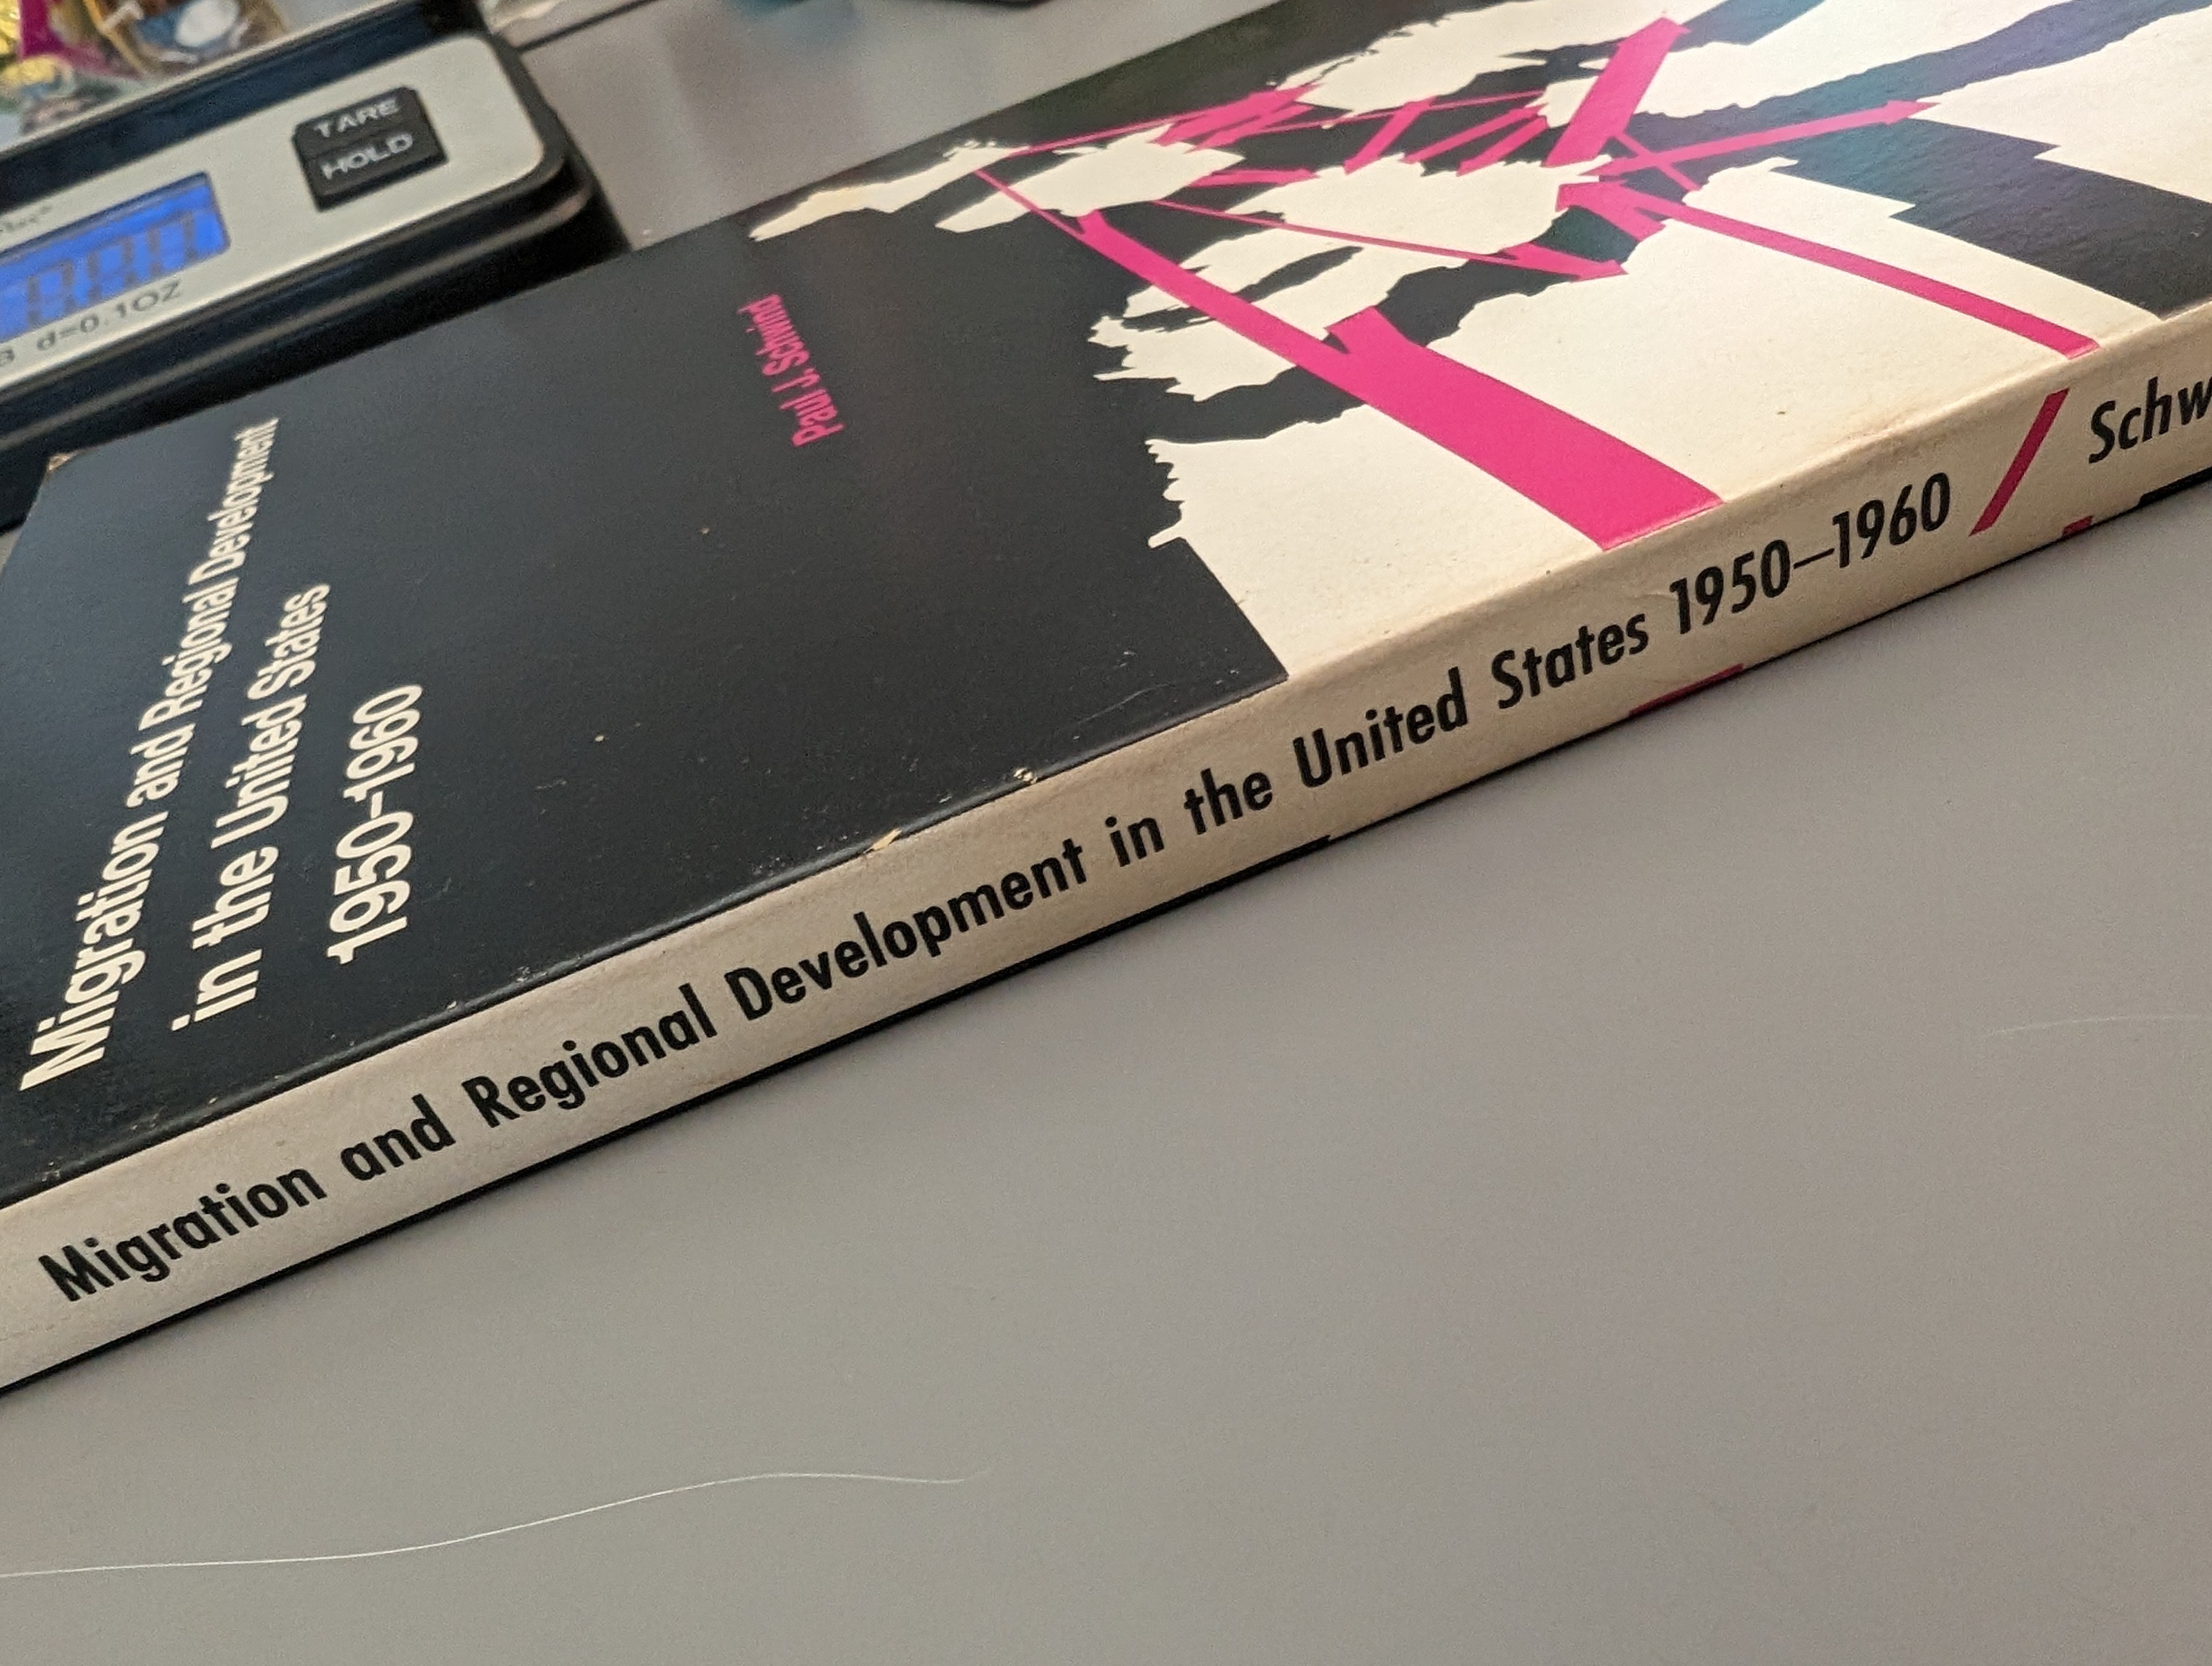 TARE
HOLD
d=0.1OZ
Migration and Regional Development
in the United States
1950-1960
Paul J. Schwind
Migration and Regional Development in the United States 1950–1960 / Schw